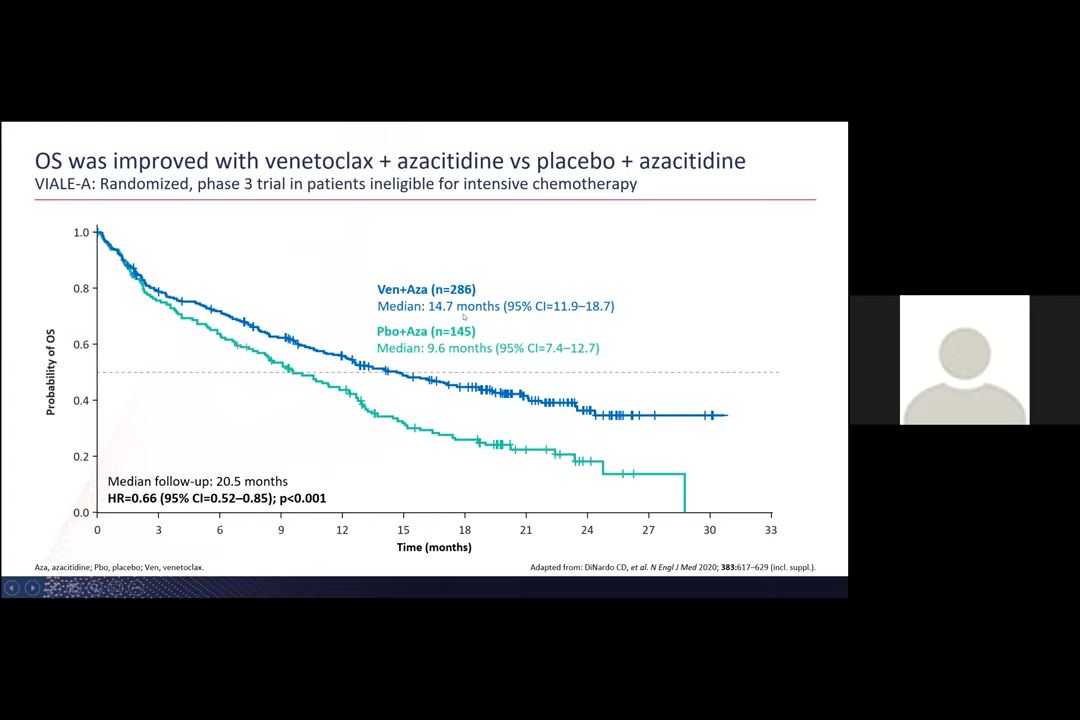 OS was improved with venetoclax + azacitidine vs placebo + azacitidine
VIALE-A: Randomized, phase 3 trial in patients ineligible for intensive chemotherapy
Probability of OS
1.0
0.8
0.6
0.4
0.2
0.0
Ven+Aza (n=286)
Median: 14.7 months (95% CI=11.9–18.7)
Pbo+Aza (n=145)
Median: 9.6 months (95% CI=7.4–12.7)
Median follow-up: 20.5 months
HR=0.66 (95% CI=0.52–0.85); p<0.001
0 3 6 9 12 15 18 21 24 27 30 33
Time (months)
Aza, azacitidine; Pbo, placebo; Ven, venetoclax.
Adapted from: DiNardo CD, et al. N Engl J Med 2020; 383:617–629 (incl. suppl.).